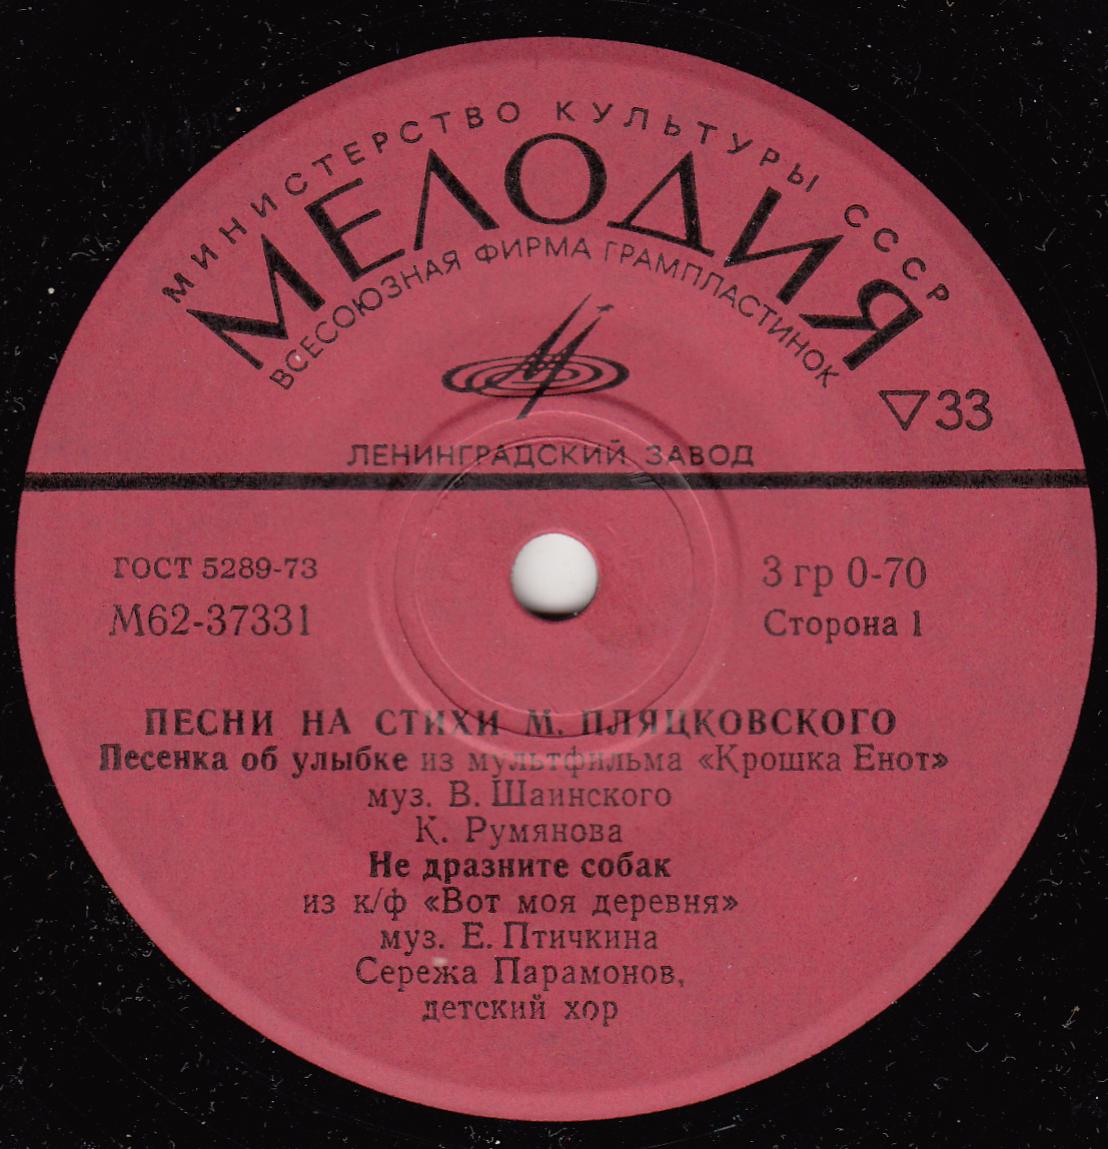 МИНИСТЕРСТВО КУЛЬТУРЫ СССР
МЕЛОДИЯ
ВСЕСОЮЗНАЯ ФИРМА ГРАМПЛАСТИНОК
▽33
ЛЕНИНГРАДСКИЙ ЗАВОД
ГОСТ 5289-73
М62-37331
3 гр 0-70
Сторона 1
ПЕСНИ НА СТИХИ М. ПЛЯЦКОВСКОГО
Песенка об улыбке из мультфильма «Крошка Енот»
муз. В. Шаинского
К. Румянова
Не дразните собак
из к/ф «Вот моя деревня»
муз. Е. Птичкина
Сережа Парамонов,
детский хор